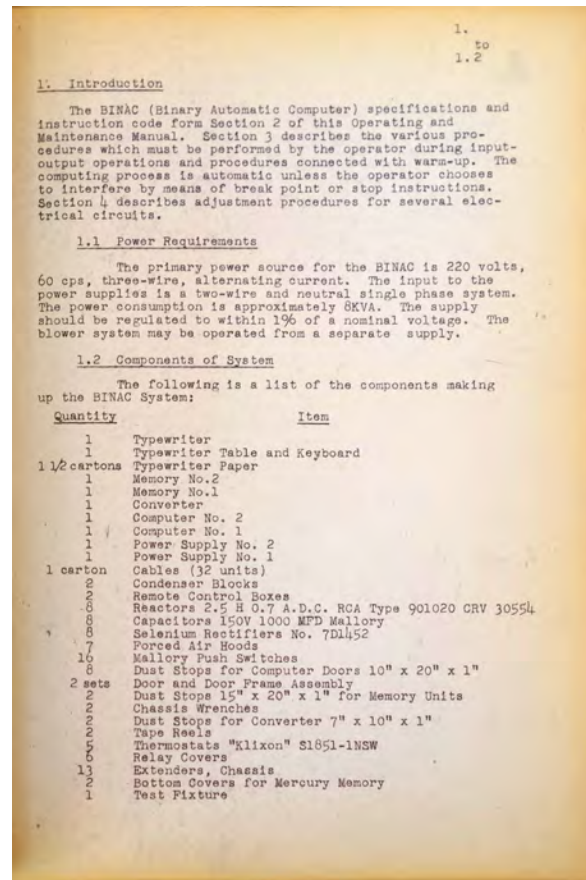 1.
to
1.2
1. Introduction
The BINAC (Binary Automatic Computer) specifications and
instruction code form Section 2 of this Operating and
Maintenance Manual. Section 3 describes the various pro-
cedures which must be performed by the operator during input-
output operations and procedures connected with warm-up. The
computing process is automatic unless the operator chooses
to interfere by means of break point or stop instructions.
Section 4 describes adjustment procedures for several elec-
trical circuits.
1.1 Power Requirements
The primary power source for the BINAC is 220 volts,
60 cps, three-wire, alternating current. The input to the
power supplies is a two-wire and neutral single phase system.
The power consumption is approximately 8KVA. The supply
should be regulated to within 1% of a nominal voltage. The
blower system may be operated from a separate supply.
1.2 Components of System
The following is a list of the components making
up the BINAC System:
Quantity Item
1 Typewriter
1 Typewriter Table and Keyboard
1 1/2 cartons Typewriter Paper
1 Memory No.2
1 Memory No.1
1 Converter
1 Computer No. 2
1 Computer No. 1
1 Power Supply No. 2
1 Power Supply No. 1
1 carton Cables (32 units)
2 Condenser Blocks
2 Remote Control Boxes
8 Reactors 2.5 H 0.7 A.D.C. RCA Type 901020 CRV 30554
8 Capacitors 150V 1000 MFD Mallory
8 Selenium Rectifiers No. 7D1452
7 Forced Air Hoods
16 Mallory Push Switches
8 Dust Stops for Computer Doors 10" x 20" x 1"
2 sets Door and Door Frame Assembly
2 Dust Stops 15" x 20" x 1" for Memory Units
2 Chassis Wrenches
2 Dust Stops for Converter 7" x 10" x 1"
2 Tape Reels
5 Thermostats "Klixon" S1851-1NSW
6 Relay Covers
13 Extenders, Chassis
2 Bottom Covers for Mercury Memory
1 Test Fixture